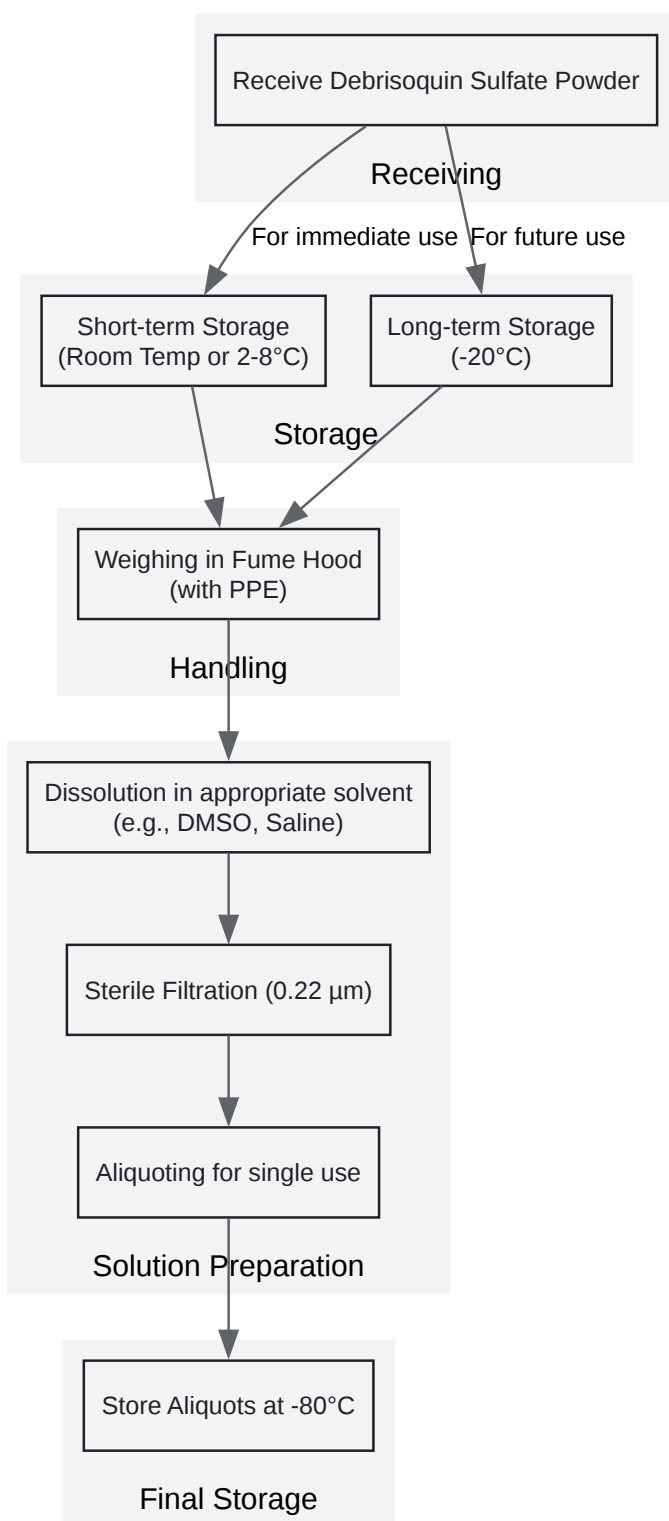 Receive Debrisoquin Sulfate Powder
Receiving
For immediate use
For future use
Short-term Storage
(Room Temp or 2-8°C)
Long-term Storage
(-20°C)
Storage
Weighing in Fume Hood
(with PPE)
Handling
Dissolution in appropriate solvent
(e.g., DMSO, Saline)
Sterile Filtration (0.22 µm)
Aliquoting for single use
Solution Preparation
Store Aliquots at -80°C
Final Storage